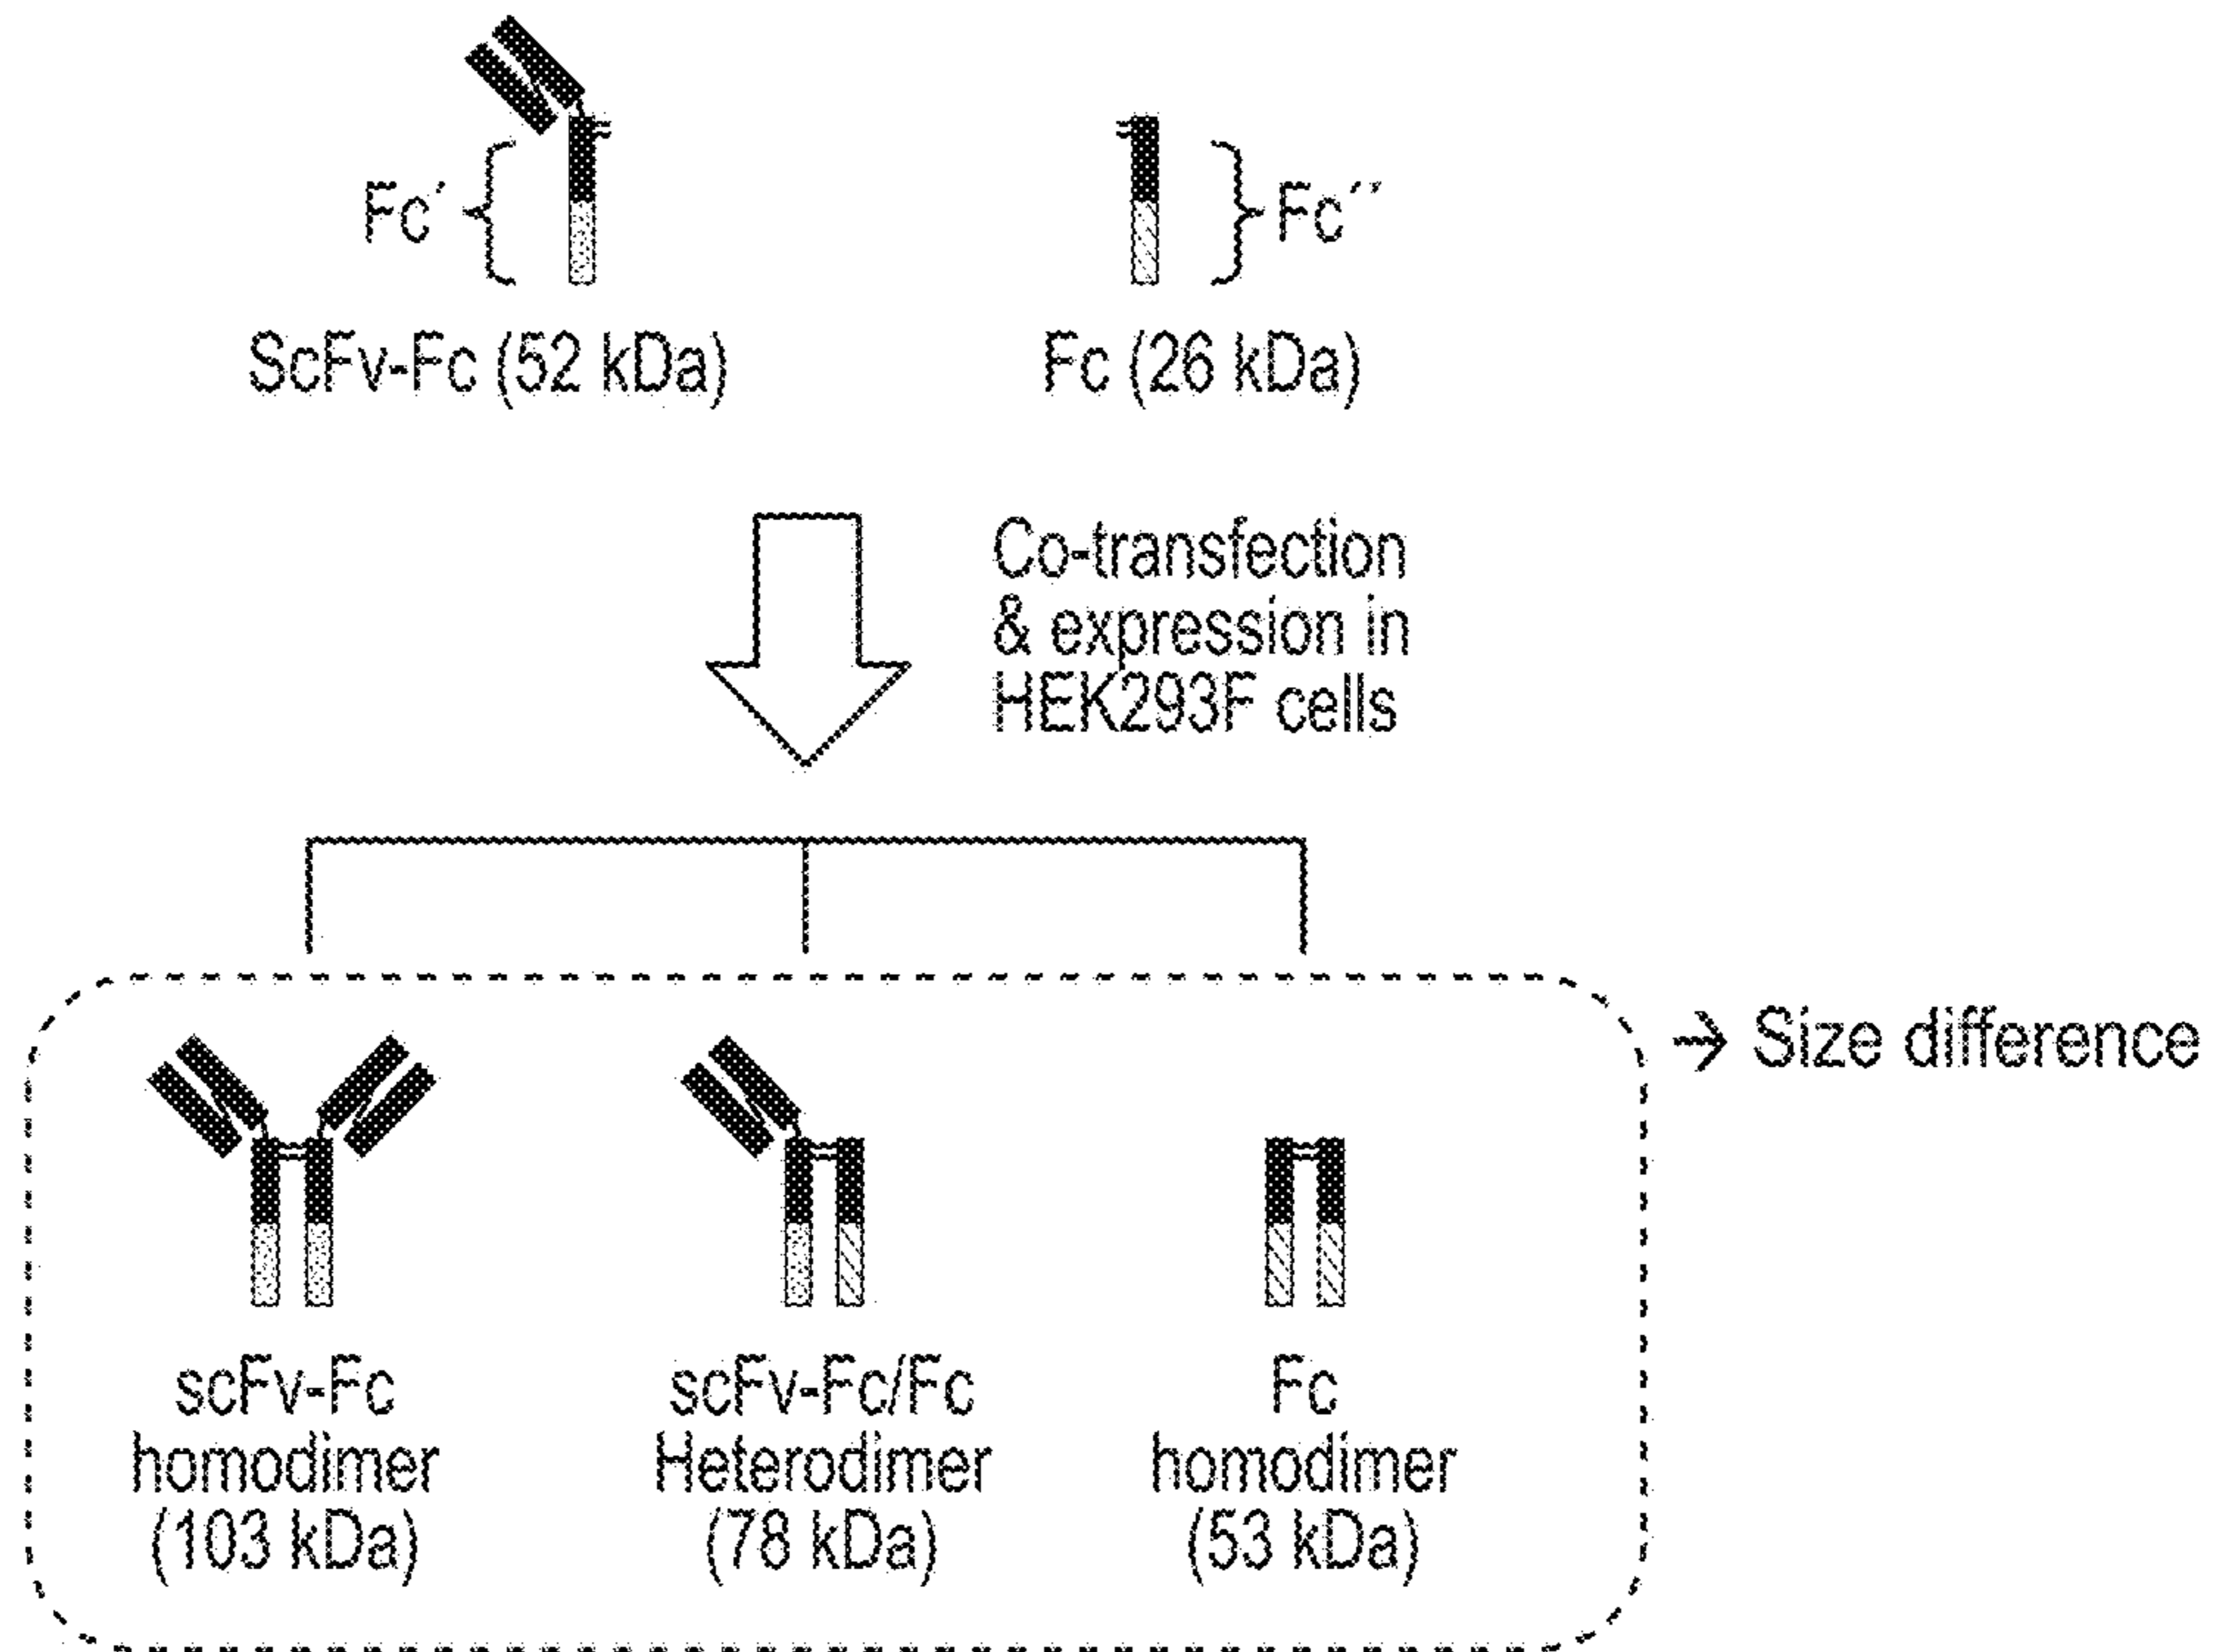 Fc´
Fc´´
ScFv-Fc (52 kDa)
Fc (26 kDa)
Co-transfection
& expression in
HEK293F cells
→ Size difference
scFv-Fc
homodimer
(103 kDa)
scFv-Fc/Fc
Heterodimer
(78 kDa)
Fc
homodimer
(53 kDa)